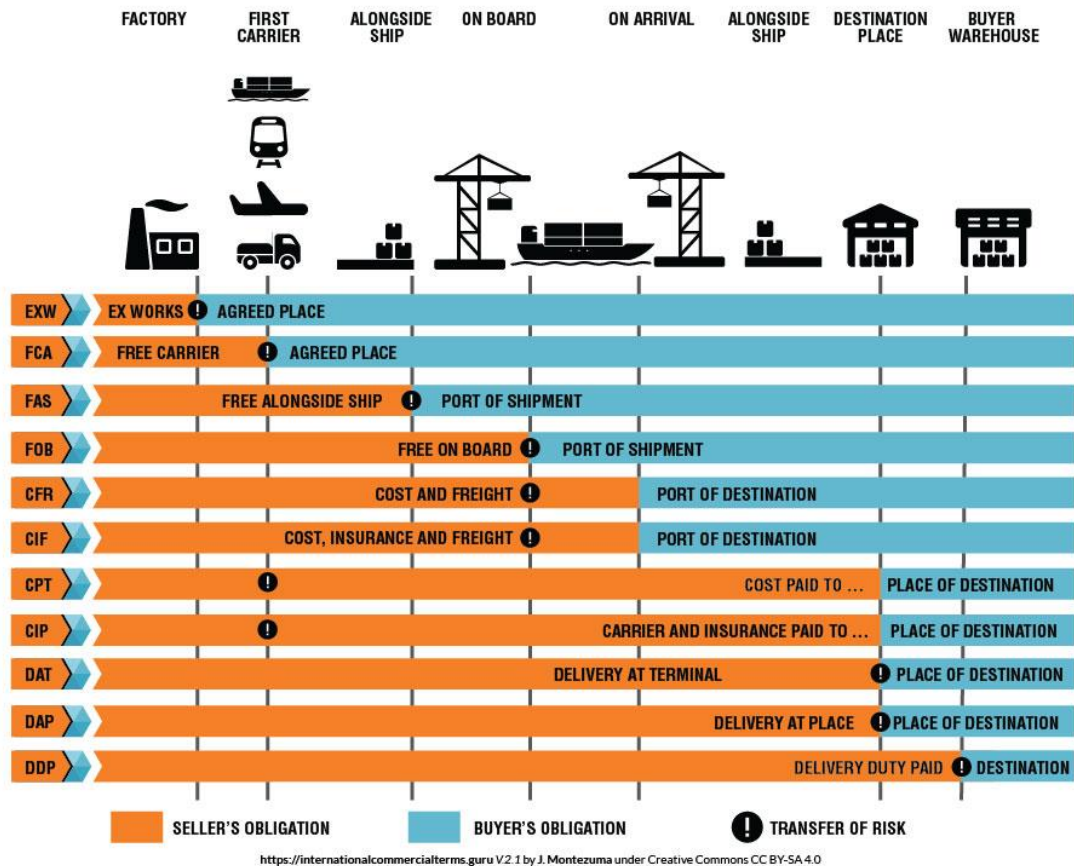 FACTORY
FIRST CARRIER
ALONGSIDE SHIP
ON BOARD
ON ARRIVAL
ALONGSIDE SHIP
DESTINATION PLACE
BUYER WAREHOUSE
EXW EX WORKS ! AGREED PLACE
FCA FREE CARRIER ! AGREED PLACE
FAS FREE ALONGSIDE SHIP ! PORT OF SHIPMENT
FOB FREE ON BOARD ! PORT OF SHIPMENT
CFR COST AND FREIGHT ! PORT OF DESTINATION
CIF COST, INSURANCE AND FREIGHT ! PORT OF DESTINATION
CPT ! COST PAID TO ... PLACE OF DESTINATION
CIP ! CARRIER AND INSURANCE PAID TO ... PLACE OF DESTINATION
DAT DELIVERY AT TERMINAL ! PLACE OF DESTINATION
DAP DELIVERY AT PLACE ! PLACE OF DESTINATION
DDP DELIVERY DUTY PAID ! DESTINATION
SELLER'S OBLIGATION BUYER'S OBLIGATION ! TRANSFER OF RISK
https://internationalcommercialterms.guru V.2.1 by J. Montezuma under Creative Commons CC BY-SA 4.0